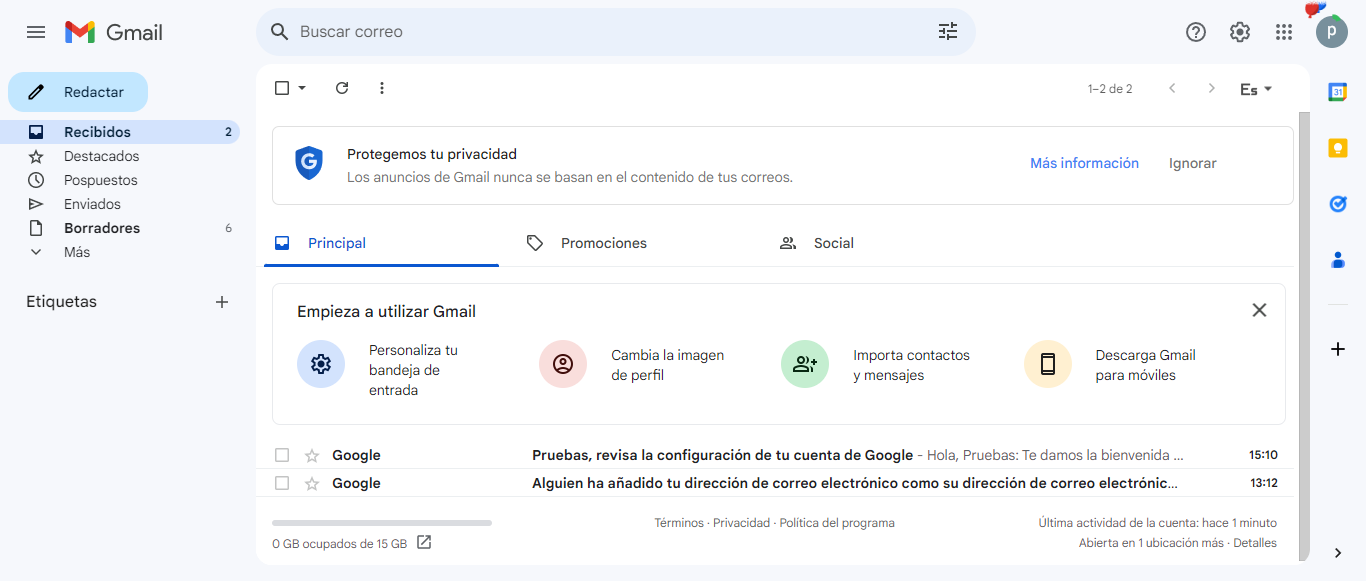 Gmail
Buscar correo
P
Redactar
1–2 de 2
Es
31
Recibidos 2
Destacados
Pospuestos
Enviados
Borradores 6
Más
Etiquetas
G
Protegemos tu privacidad
Los anuncios de Gmail nunca se basan en el contenido de tus correos.
Más información
Ignorar
Principal
Promociones
Social
Empieza a utilizar Gmail
Personaliza tu
bandeja de
entrada
Cambia la imagen
de perfil
Importa contactos
y mensajes
Descarga Gmail
para móviles
Google Pruebas, revisa la configuración de tu cuenta de Google - Hola, Pruebas: Te damos la bienvenida ... 15:10
Google Alguien ha añadido tu dirección de correo electrónico como su dirección de correo electrónic... 13:12
0 GB ocupados de 15 GB
Términos · Privacidad · Política del programa
Última actividad de la cuenta: hace 1 minuto
Abierta en 1 ubicación más · Detalles